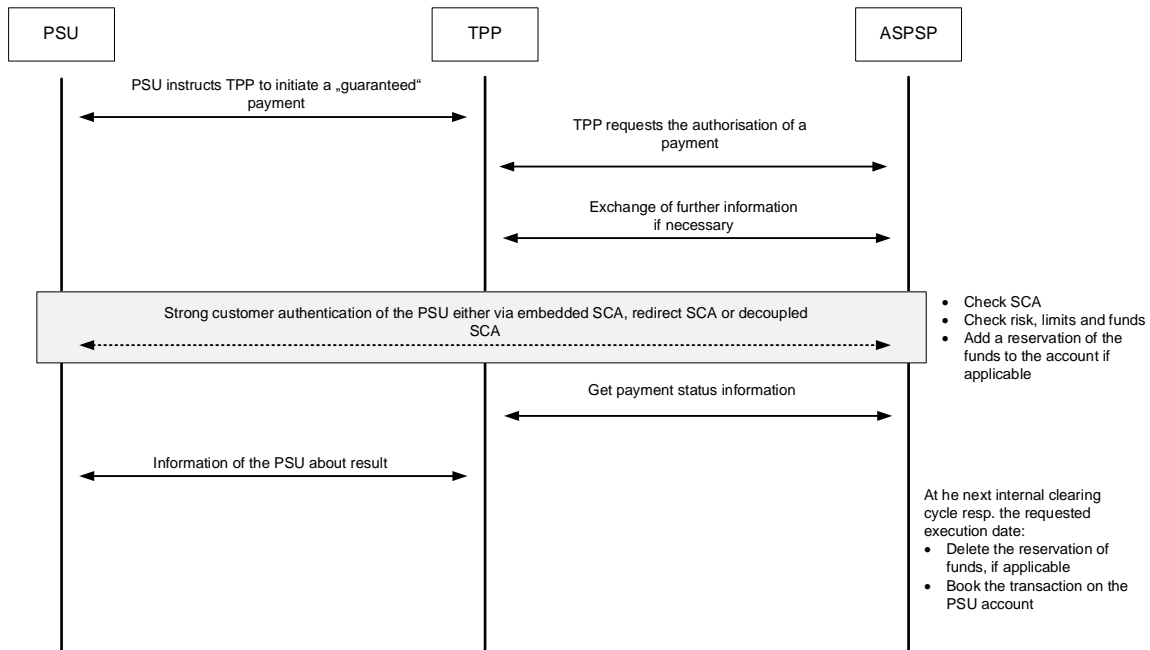 PSU
TPP
ASPSP
PSU instructs TPP to initiate a „guaranteed“
payment
TPP requests the authorisation of a
payment
Exchange of further information
if necessary
Strong customer authentication of the PSU either via embedded SCA, redirect SCA or decoupled
SCA
• Check SCA
• Check risk, limits and funds
• Add a reservation of the
funds to the account if
applicable
Get payment status information
Information of the PSU about result
At he next internal clearing
cycle resp. the requested
execution date:
• Delete the reservation of
funds, if applicable
• Book the transaction on the
PSU account